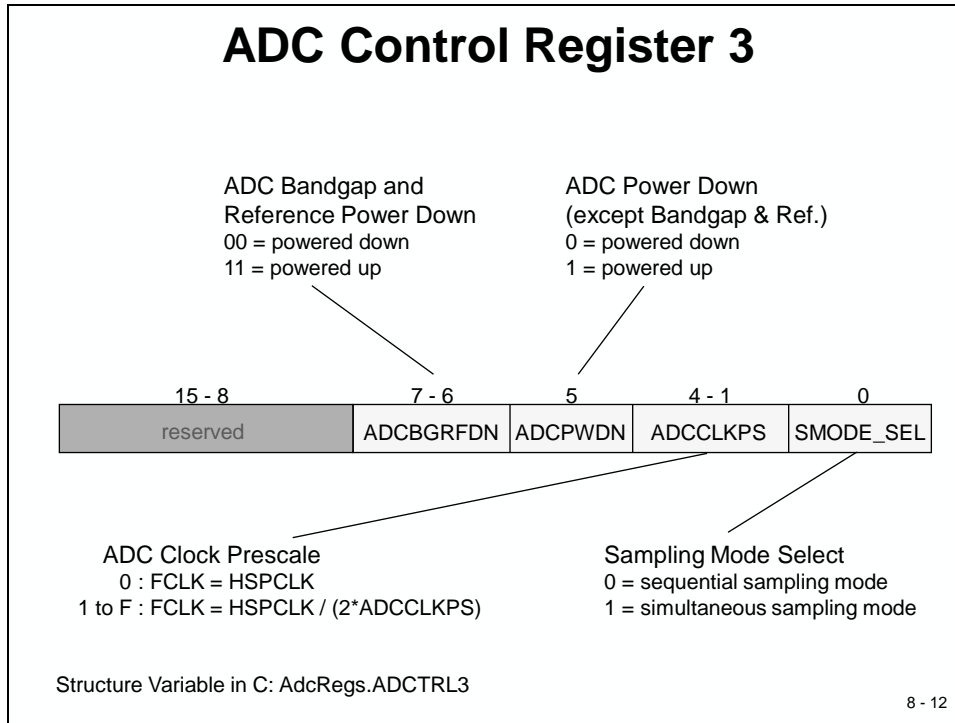 ADC Control Register 3
ADC Bandgap and
Reference Power Down
00 = powered down
11 = powered up
ADC Power Down
(except Bandgap & Ref.)
0 = powered down
1 = powered up
15 - 8 7 - 6 5 4 - 1 0
reserved ADCBGRFDN ADCPWDN ADCCLKPS SMODE_SEL
ADC Clock Prescale
0 : FCLK = HSPCLK
1 to F : FCLK = HSPCLK / (2*ADCCLKPS)
Sampling Mode Select
0 = sequential sampling mode
1 = simultaneous sampling mode
Structure Variable in C: AdcRegs.ADCTRL3
8 - 12